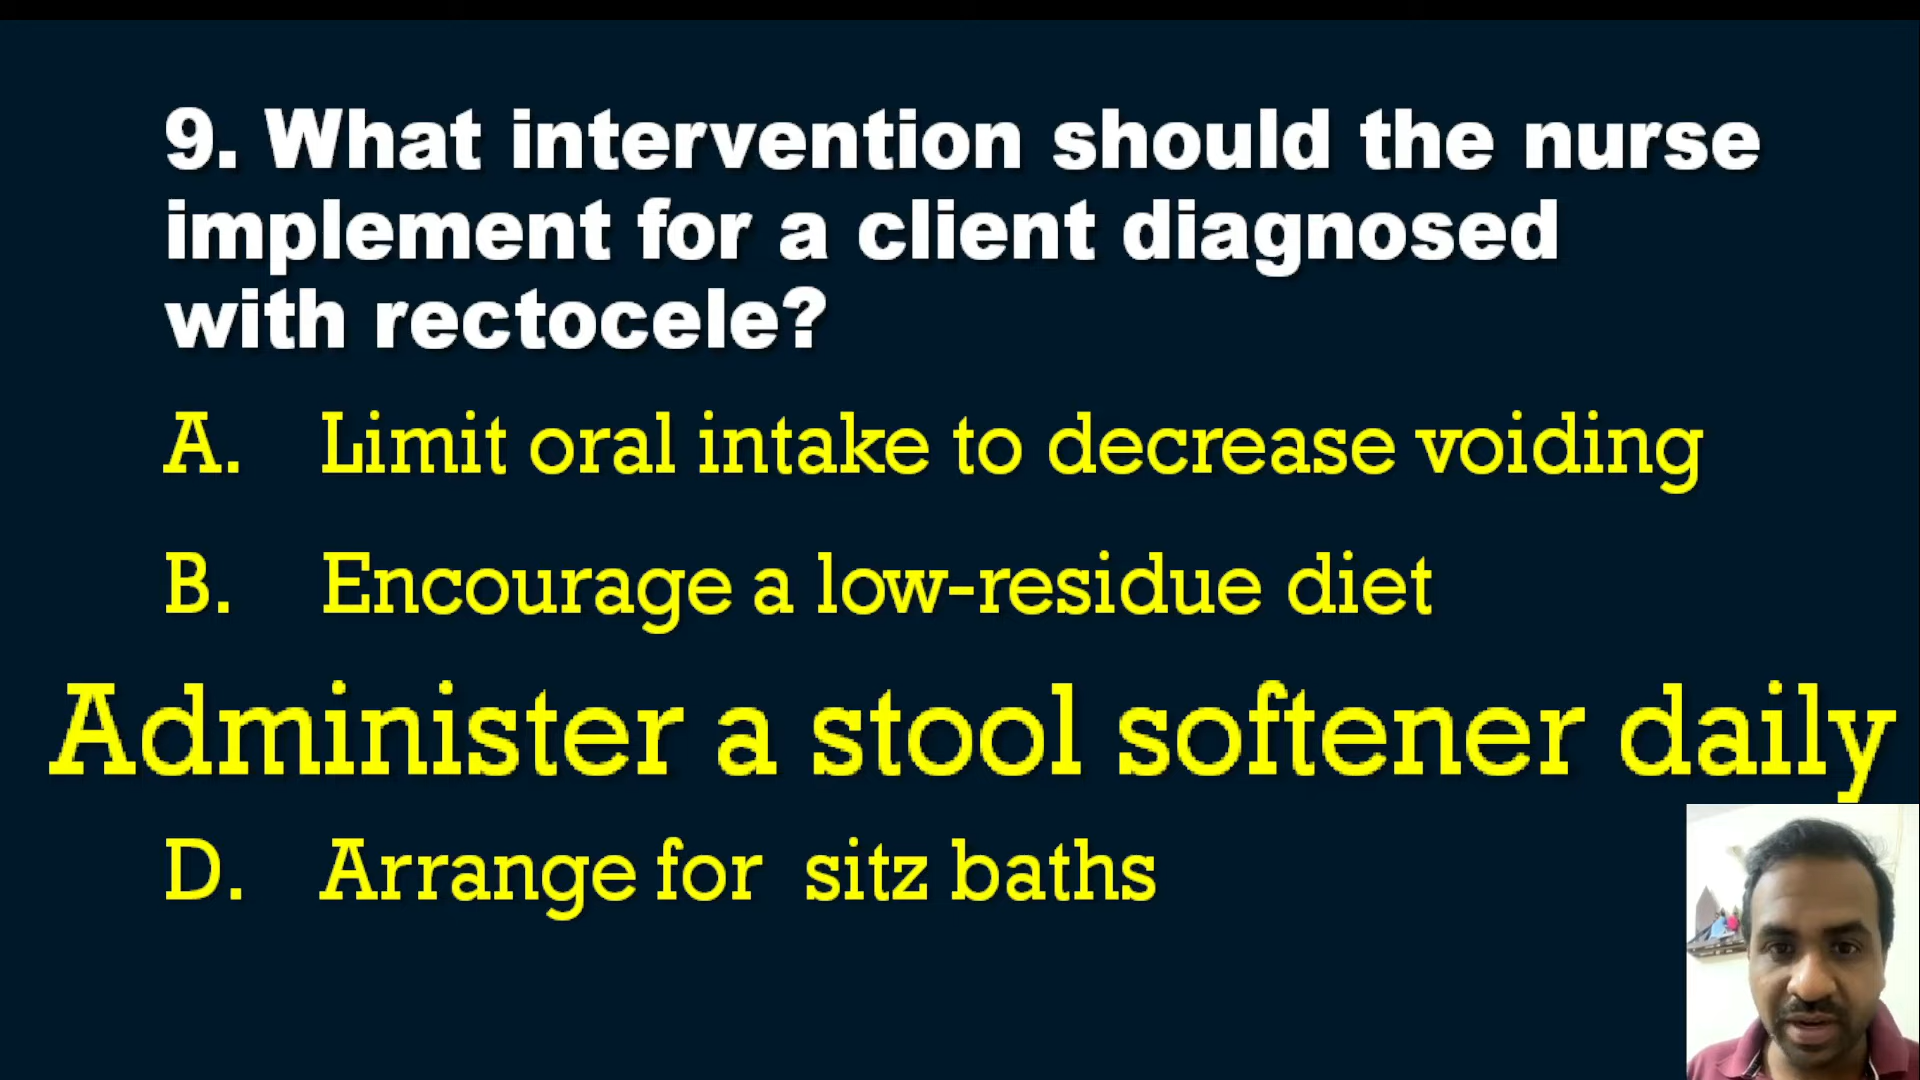 9. What intervention should the nurse
implement for a client diagnosed
with rectocele?
A. Limit oral intake to decrease voiding
B. Encourage a low-residue diet
Administer a stool softener daily
D. Arrange for sitz baths